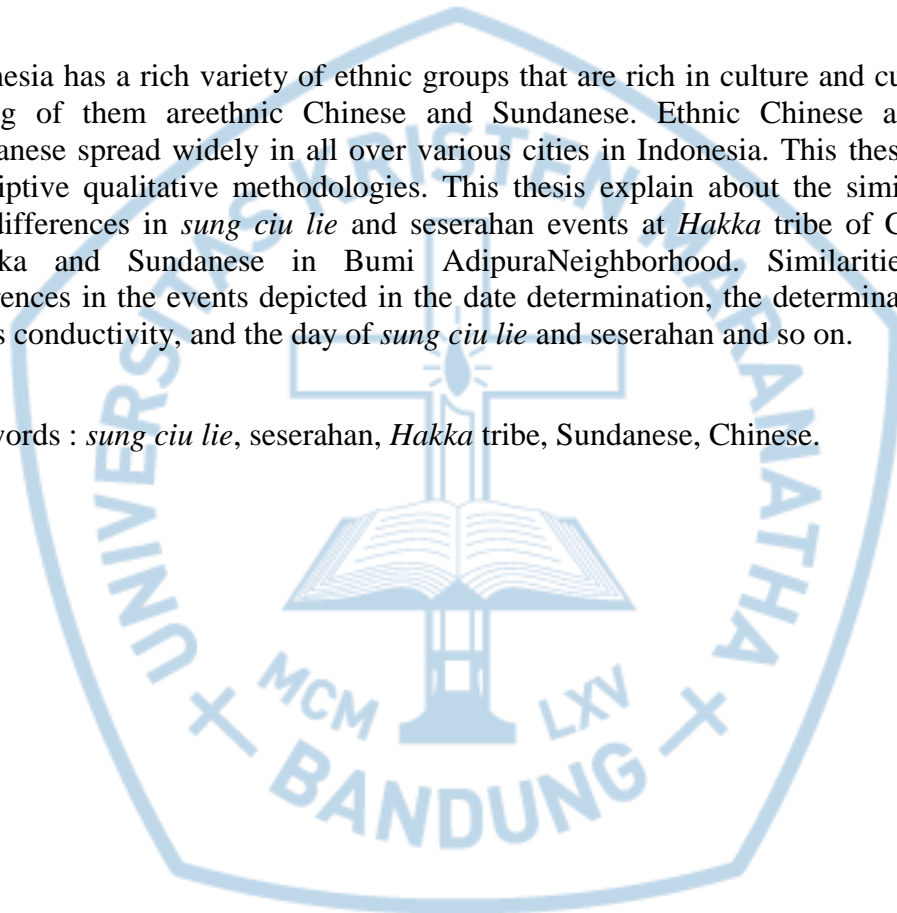 nesia has a rich variety of ethnic groups that are rich in culture and cu
g of them areethnic Chinese and Sundanese. Ethnic Chinese a
anese spread widely in all over various cities in Indonesia. This thes
iptive qualitative methodologies. This thesis explain about the simi
differences in sung ciu lie and seserahan events at Hakka tribe of C
ka and Sundanese in Bumi AdipuraNeighborhood. Similaritie
rences in the events depicted in the date determination, the determina
s conductivity, and the day of sung ciu lie and seserahan and so on.
vords : sung ciu lie, seserahan, Hakka tribe, Sundanese, Chinese.
UNIVERSITAS KRISTEN MARANATHA
MCM LXV
BANDUNG